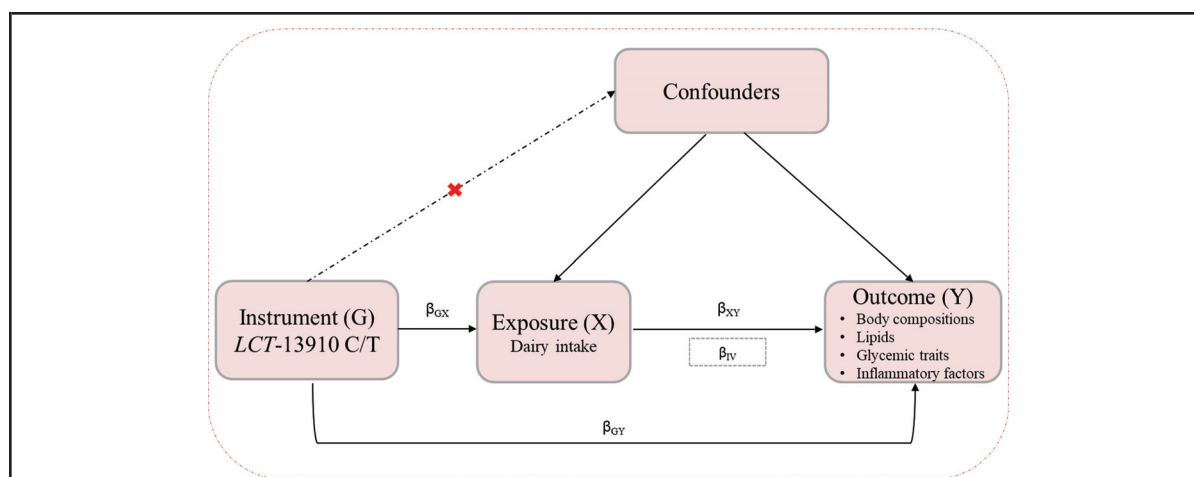 Confounders
Instrument (G)
LCT-13910 C/T
βGX
Exposure (X)
Dairy intake
βXY
βIV
Outcome (Y)
• Body compositions
• Lipids
• Glycemic traits
• Inflammatory factors
βGY